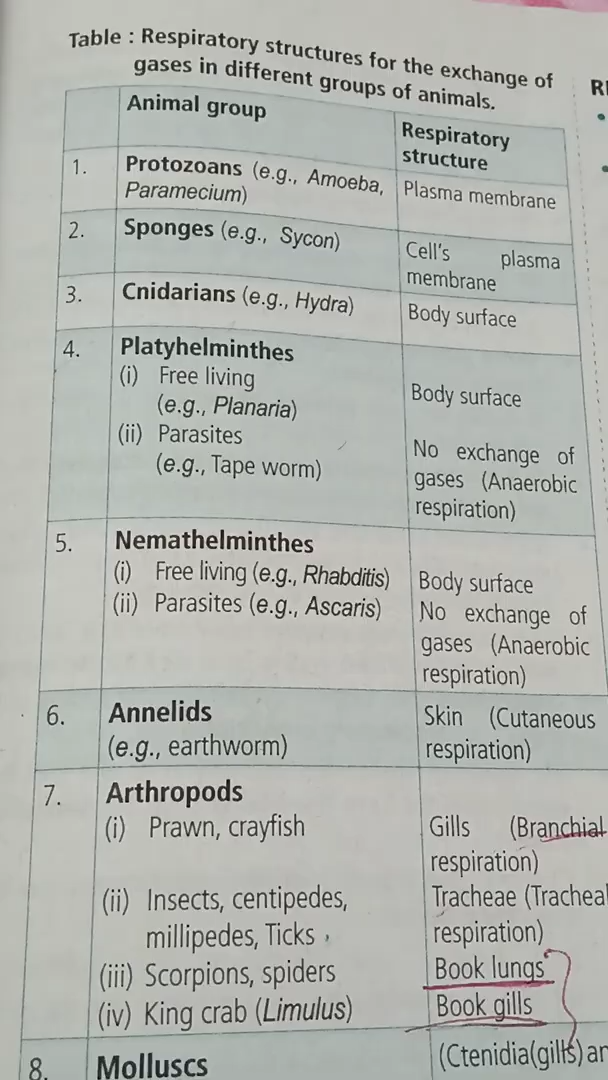 Table : Respiratory structures for the exchange of
gases in different groups of animals.
Animal group
Respiratory
structure
1. Protozoans (e.g., Amoeba, Paramecium)
Plasma membrane
2. Sponges (e.g., Sycon)
Cell's plasma
membrane
3. Cnidarians (e.g., Hydra)
Body surface
4. Platyhelminthes
(i) Free living
(e.g., Planaria)
Body surface
(ii) Parasites
(e.g., Tape worm)
No exchange of
gases (Anaerobic
respiration)
5. Nemathelminthes
(i) Free living (e.g., Rhabditis)
Body surface
(ii) Parasites (e.g., Ascaris)
No exchange of
gases (Anaerobic
respiration)
6. Annelids
(e.g., earthworm)
Skin (Cutaneous
respiration)
7. Arthropods
(i) Prawn, crayfish
Gills (Branchial
respiration)
(ii) Insects, centipedes,
millipedes, Ticks
Tracheae (Tracheal
respiration)
(iii) Scorpions, spiders
Book lungs
(iv) King crab (Limulus)
Book gills
8. Molluscs
(Ctenidia(gills)